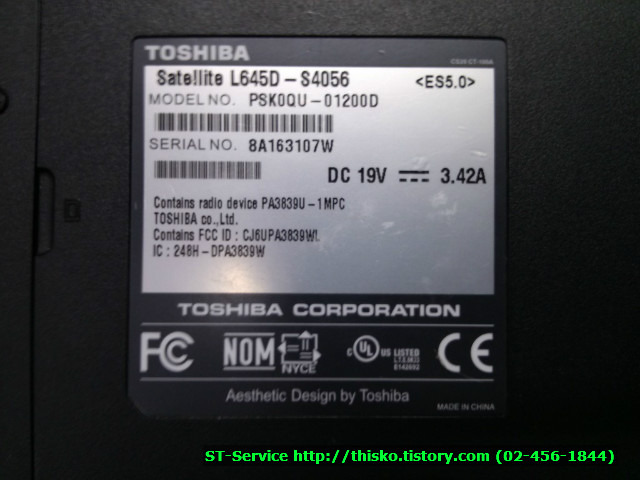 TOSHIBA
Satellite L645D-S4056 <ES5.0>
MODEL NO. PSK0QU-01200D
SERIAL NO. 8A163107W
DC 19V 3.42A
Contains radio device PA3839U-1MPC
TOSHIBA co.,Ltd.
Contains FCC ID : CJ6UPA3839WL
IC : 248H-DPA3839W
TOSHIBA CORPORATION
FC NOM NYCE C UL US LISTED CE
Aesthetic Design by Toshiba
MADE IN CHINA
ST-Service http://thisko.tistory.com (02-456-1844)